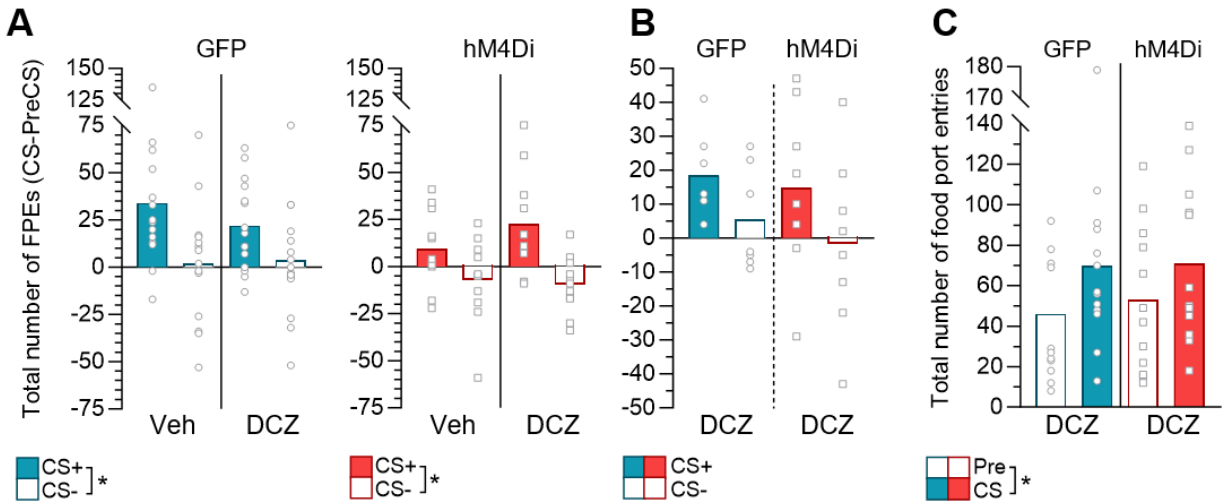 A
GFP
hM4Di
Total number of FPEs (CS-PreCS)
150
125
75
50
25
0
-25
-50
-75
Veh
DCZ
150
125
75
50
25
0
-25
-50
-75
Veh
DCZ
CS+
CS-
*
CS+
CS-
*
B
GFP
hM4Di
50
40
30
20
10
0
-10
-20
-30
-40
-50
DCZ
DCZ
CS+
CS-
C
GFP
hM4Di
Total number of food port entries
180
170
140
120
100
80
60
40
20
0
DCZ
DCZ
Pre
CS
*